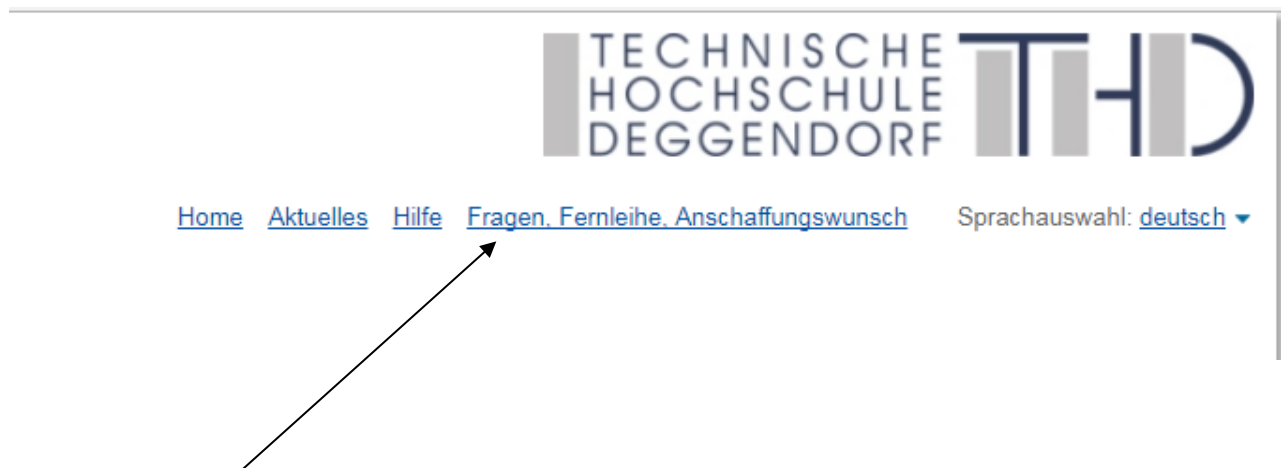 TECHNISCHE
HOCHSCHULE
DEGGENDORF
THD
Home Aktuelles Hilfe Fragen, Fernleihe, Anschaffungswunsch Sprachauswahl: deutsch